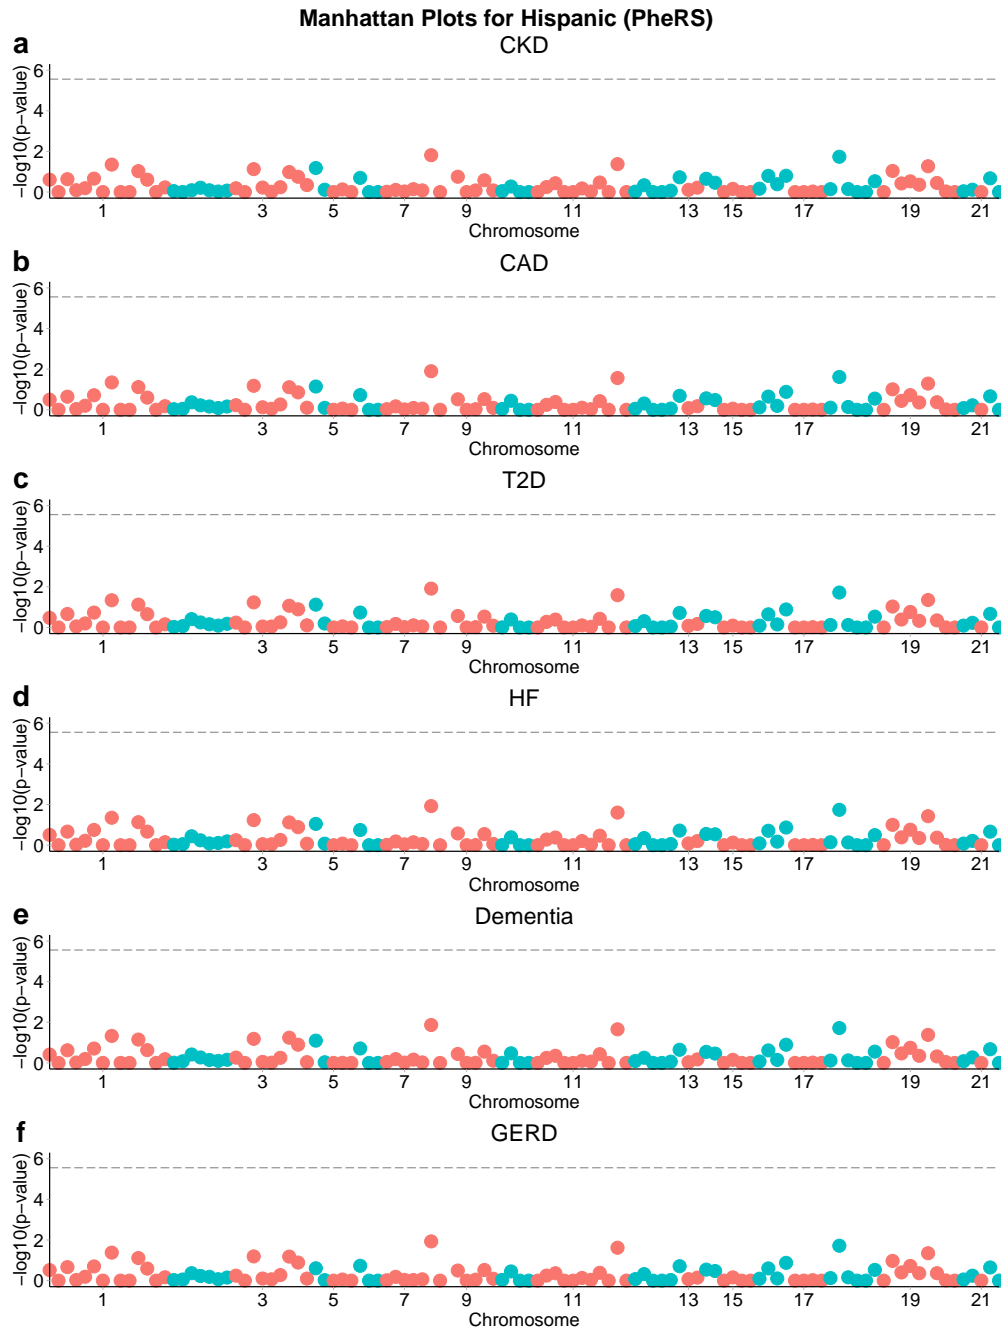 Manhattan Plots for Hispanic (PheRS)
a
CKD
−log10(p−value)
6
4
2
0
1 3 5 7 9 11 13 15 17 19 21
Chromosome
b
CAD
−log10(p−value)
6
4
2
0
1 3 5 7 9 11 13 15 17 19 21
Chromosome
c
T2D
−log10(p−value)
6
4
2
0
1 3 5 7 9 11 13 15 17 19 21
Chromosome
d
HF
−log10(p−value)
6
4
2
0
1 3 5 7 9 11 13 15 17 19 21
Chromosome
e
Dementia
−log10(p−value)
6
4
2
0
1 3 5 7 9 11 13 15 17 19 21
Chromosome
f
GERD
−log10(p−value)
6
4
2
0
1 3 5 7 9 11 13 15 17 19 21
Chromosome